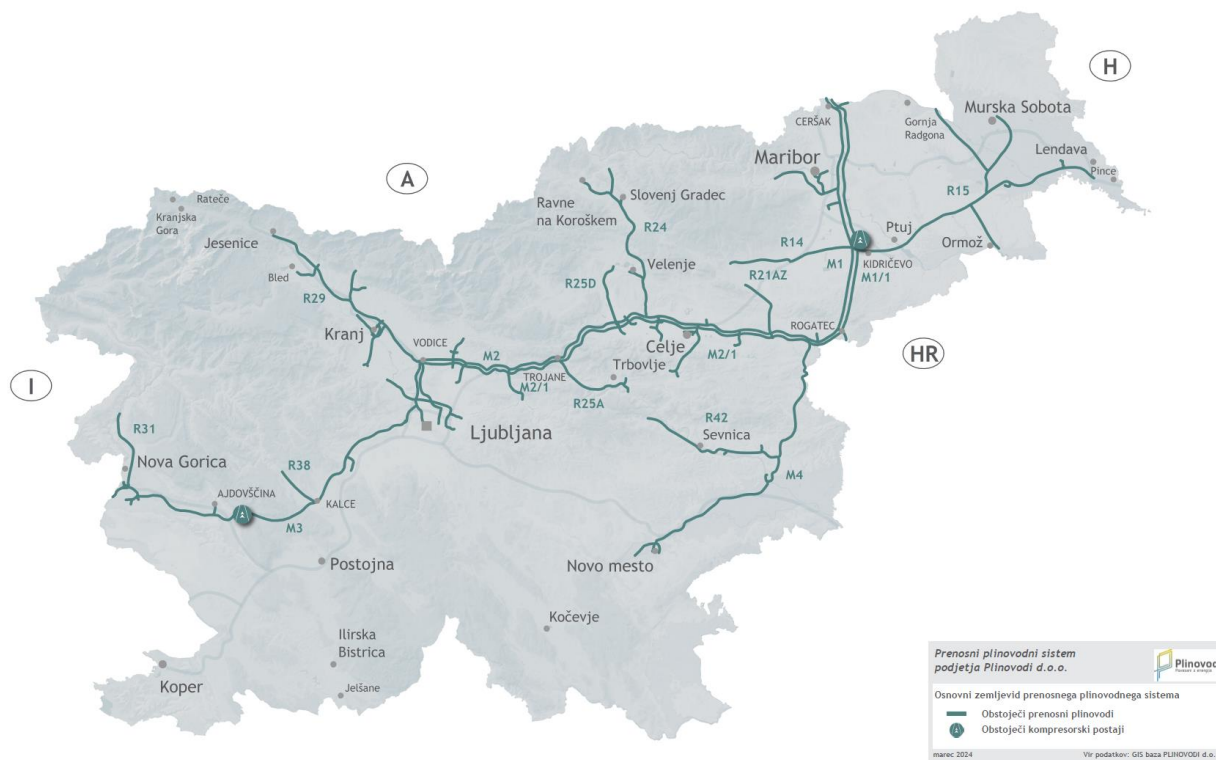 H
Murska Sobota
Gornja
Radgona
CERŠAK
Lendava
Pince
Maribor
A
R15
Rateče
Kranjska
Gora
Slovenj Gradec
Ravne
na Koroškem
R24
Jesenice
Ptuj
Ormož
R14
KIDRIČEVO
M1
M1/1
Bled
Velenje
R21AZ
R25D
R29
Kranj
ROGATEC
VODICE
M2
Celje
M2/1
HR
TROJANE
Trbovlje
M2/1
R25A
I
R31
Ljubljana
R42
Sevnica
Nova Gorica
R38
M4
AJDOVŠČINA
KALCE
M3
Postojna
Novo mesto
Kočevje
Ilirska
Bistrica
Koper
Jelšane
Prenosni plinovodni sistem
podjetja Plinovodi d.o.o.
Plinovod
Osnovni zemljevid prenosnega plinovodnega sistema
Obstoječi prenosni plinovodi
Obstoječi kompresorski postaji
marec 2024
Vir podatkov: GIS baza PLINOVODI d.o.